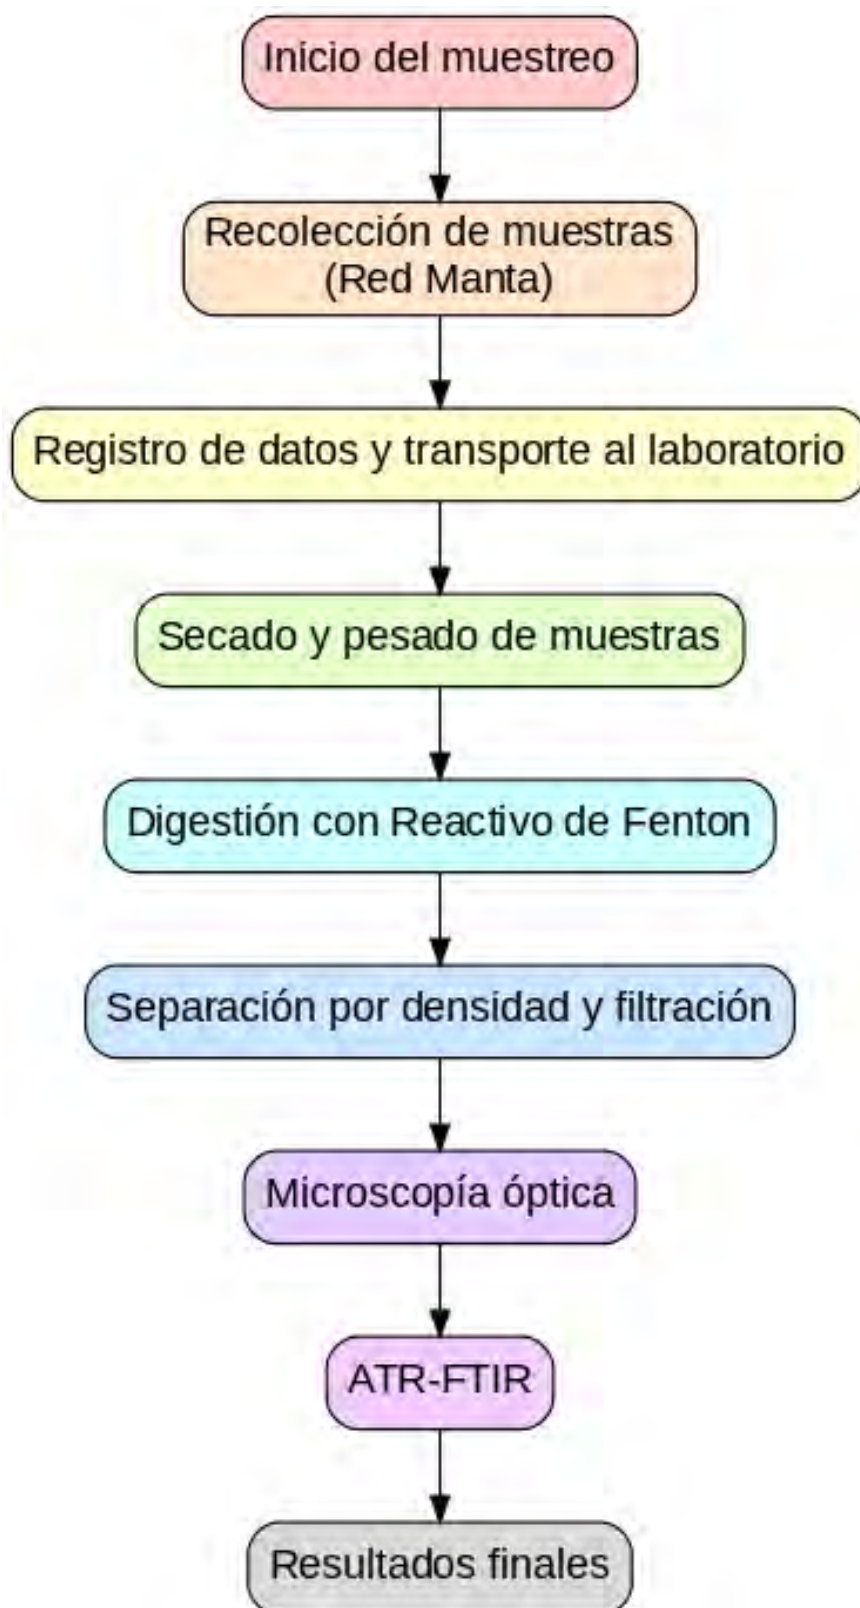 Inicio del muestreo
Recolección de muestras
(Red Manta)
Registro de datos y transporte al laboratorio
Secado y pesado de muestras
Digestión con Reactivo de Fenton
Separación por densidad y filtración
Microscopía óptica
ATR-FTIR
Resultados finales